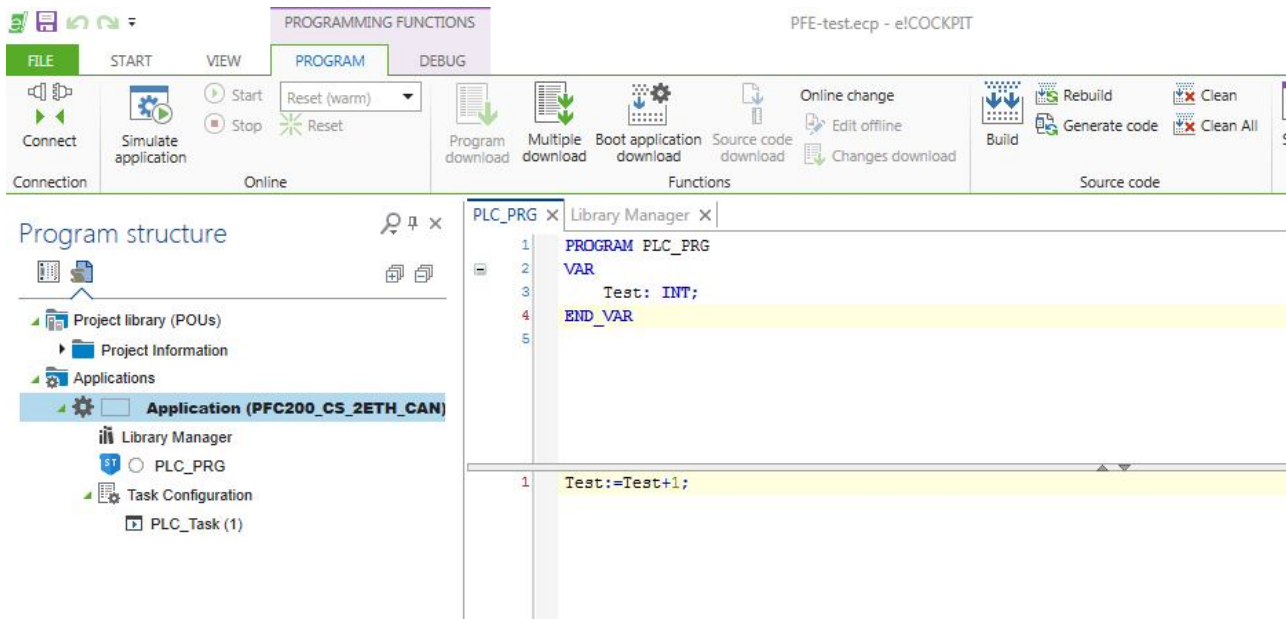 PROGRAMMING FUNCTIONS
PFE-test.ecp - e!COCKPIT
FILE START VIEW PROGRAM DEBUG
Connect
Simulate application
Start
Stop
Reset (warm)
Reset
Program download
Multiple download
Boot application download
Source code download
Online change
Edit offline
Changes download
Build
Rebuild
Generate code
Clean
Clean All
Connection
Online
Functions
Source code
Program structure
Project library (POUs)
Project Information
Applications
Application (PFC200_CS_2ETH_CAN)
Library Manager
ST PLC_PRG
Task Configuration
PLC_Task (1)
PLC_PRG Library Manager
1 PROGRAM PLC_PRG
2 VAR
3 Test: INT;
4 END_VAR
5
1 Test:=Test+1;